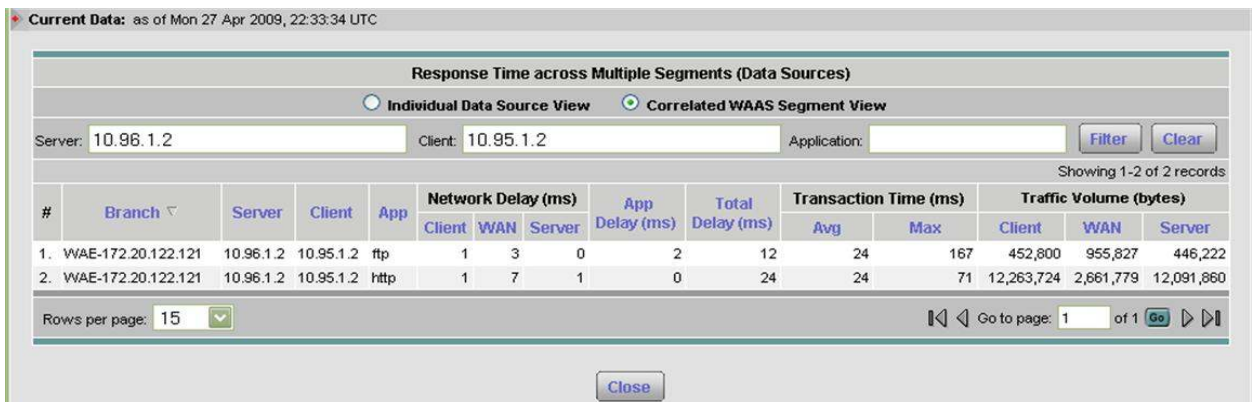 Current Data: as of Mon 27 Apr 2009, 22:33:34 UTC
Response Time across Multiple Segments (Data Sources)
Individual Data Source View Correlated WAAS Segment View
Server: 10.96.1.2 Client: 10.95.1.2 Application: Filter Clear
Showing 1-2 of 2 records
# Branch Server Client App Network Delay (ms) App Delay (ms) Total Delay (ms) Transaction Time (ms) Traffic Volume (bytes)
Client WAN Server Avg Max Client WAN Server
1. WAE-172.20.122.121 10.96.1.2 10.95.1.2 ftp 1 3 0 2 12 24 167 452,800 955,827 446,222
2. WAE-172.20.122.121 10.96.1.2 10.95.1.2 http 1 7 1 0 24 24 71 12,263,724 2,661,779 12,091,860
Rows per page: 15 Go to page: 1 of 1 Go
Close